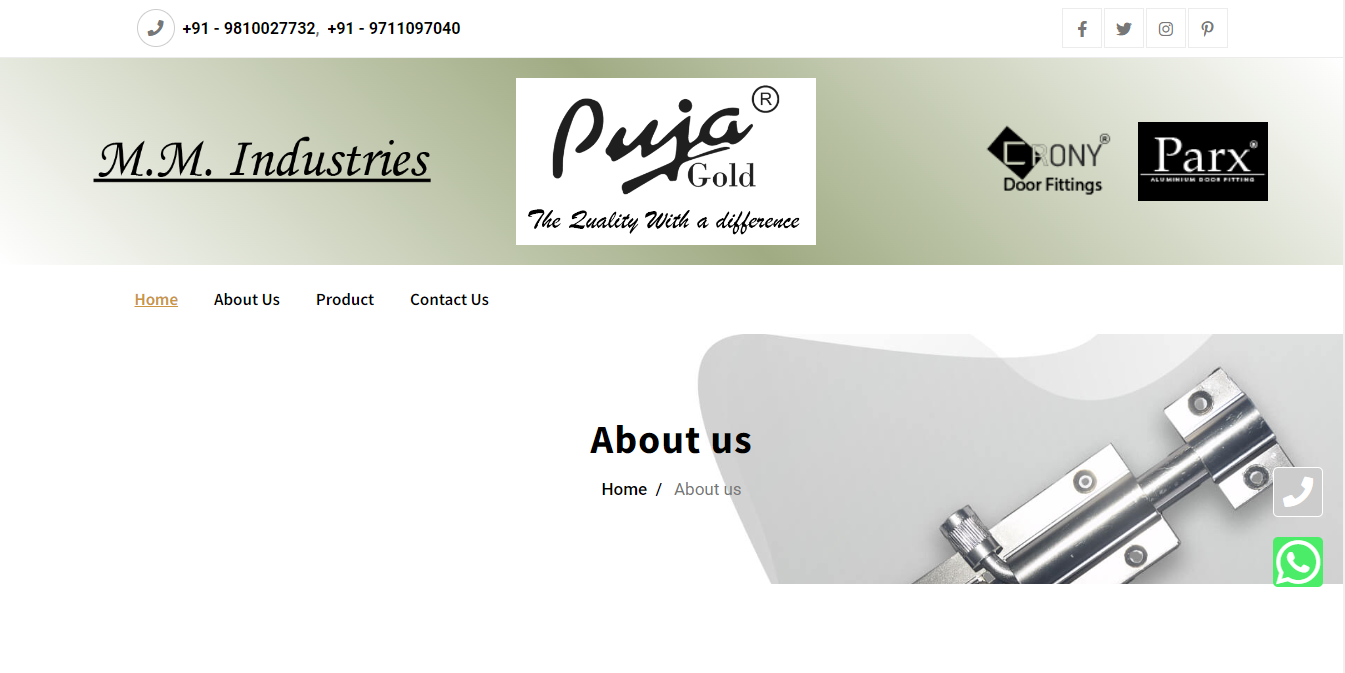 +91 - 9810027732, +91 - 9711097040
M.M. Industries
Puja ®
Gold
The Quality With a difference
CRONY ®
Door Fittings
Parx ®
ALUMINIUM DOOR FITTING
Home About Us Product Contact Us
About us
Home / About us